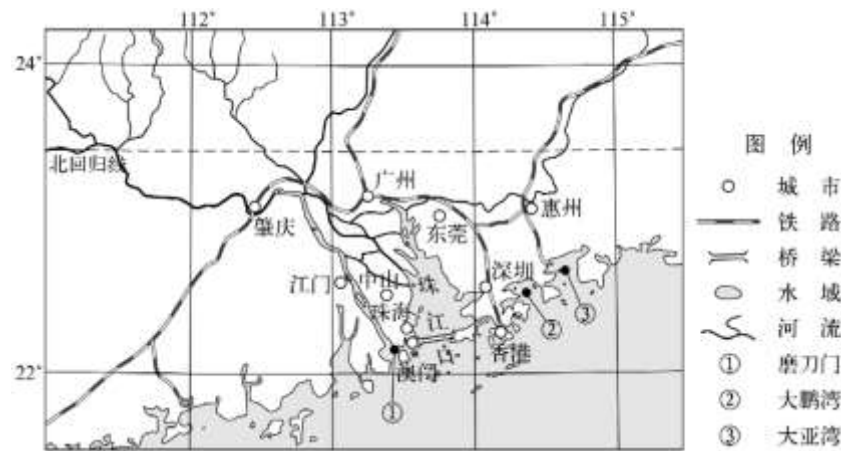 112° 113° 114° 115°
24°
北回归线
广州
肇庆
东莞
惠州
江门
中山
深圳
珠
珠海
江
口
香港
澳门
22°
①
②
③
图 例
城 市
铁 路
桥 梁
水 域
河 流
① 磨刀门
② 大鹏湾
③ 大亚湾